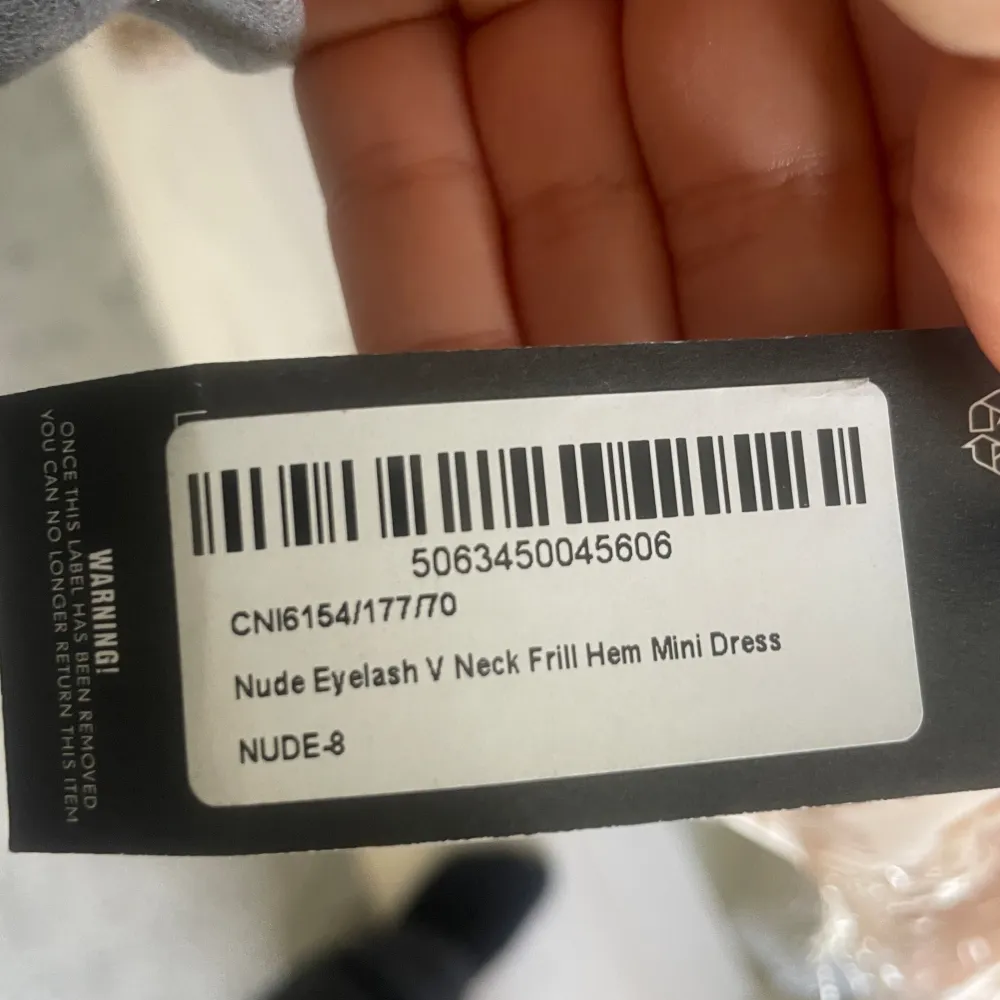 WARNING!
ONCE THIS LABEL HAS BEEN REMOVED
YOU CAN NO LONGER RETURN THIS ITEM
5063450045606
CNI6154/177/70
Nude Eyelash V Neck Frill Hem Mini Dress
NUDE-8